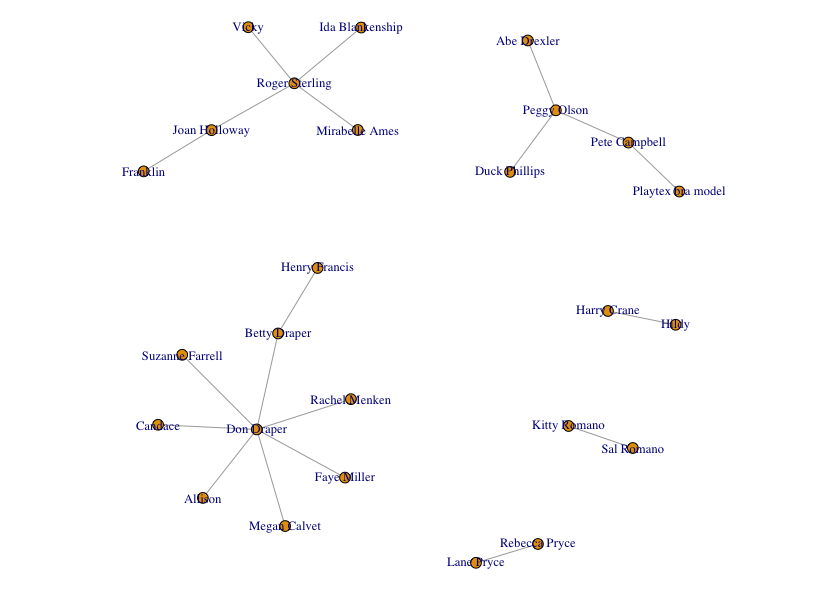 Vicky
Ida Blankenship
Abe Drexler
Roger Sterling
Peggy Olson
Joan Holloway
Mirabelle Ames
Pete Campbell
Franklin
Duck Phillips
Playtex bra model
Henry Francis
Harry Crane
Hildy
Betty Draper
Suzanne Farrell
Rachel Menken
Candace
Don Draper
Kitty Romano
Sal Romano
Faye Miller
Allison
Megan Calvet
Rebecca Pryce
Lane Pryce